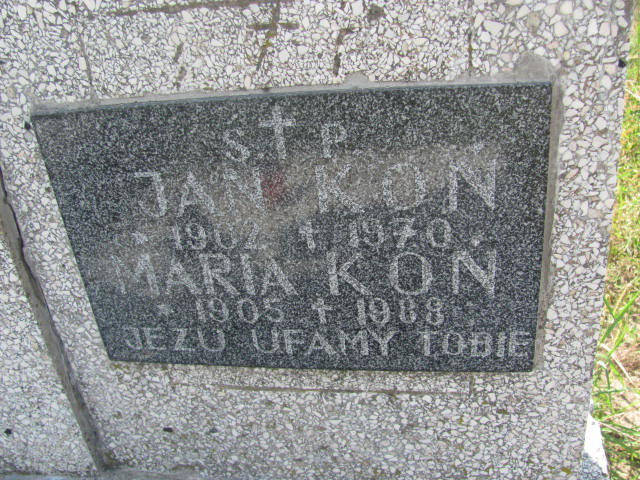 Ś. † P.
JAN KOŃ
* 1902 † 1970
MARIA KOŃ
* 1905 † 1988
JEZU UFAMY TOBIE